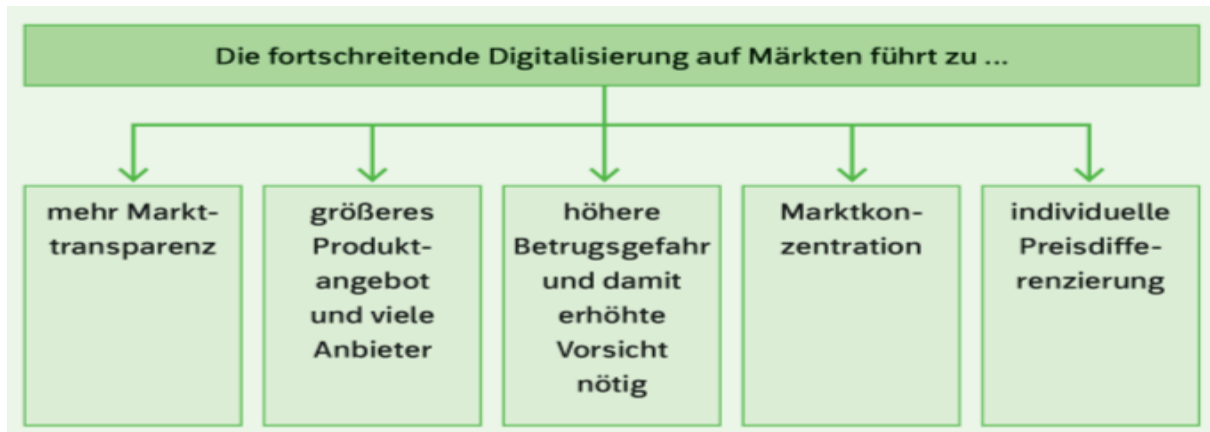 Die fortschreitende Digitalisierung auf Märkten führt zu ...
mehr Markt-
transparenz
größeres
Produkt-
angebot
und viele
Anbieter
höhere
Betrugsgefahr
und damit
erhöhte
Vorsicht
nötig
Marktkon-
zentration
individuelle
Preisdiffe-
renzierung